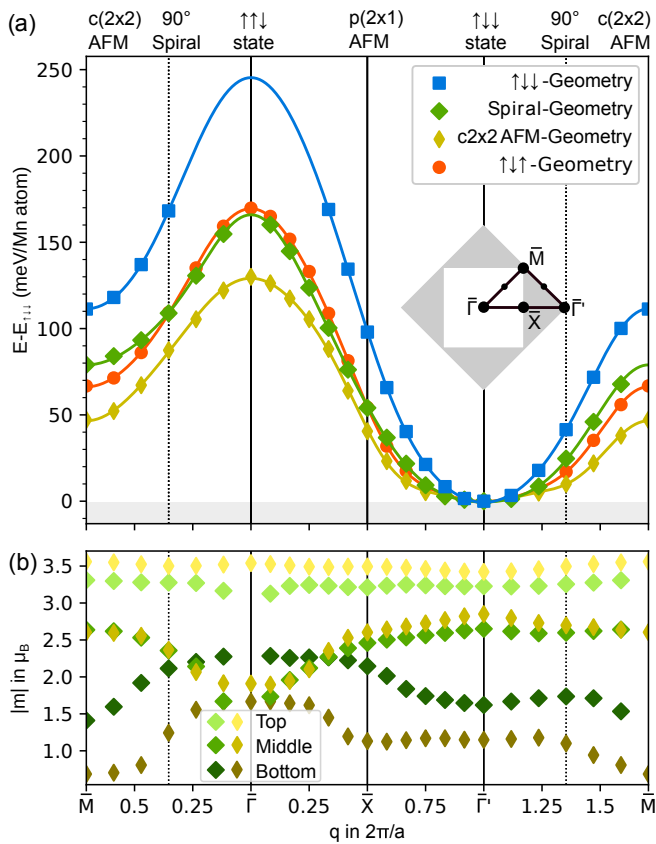 (a)
c(2x2) AFM
90° Spiral
↑↑↓ state
p(2x1) AFM
↑↓↓ state
90° Spiral
c(2x2) AFM
E-E↑↓↓ (meV/Mn atom)
250
200
150
100
50
0
↑↓↓-Geometry
Spiral-Geometry
c2x2 AFM-Geometry
↑↓↑-Geometry
M̄
Γ̄
X̄
Γ̄'
(b)
|m| in μB
3.5
3.0
2.5
2.0
1.5
1.0
Top
Middle
Bottom
M̄ 0.5 0.25 Γ̄ 0.25 X̄ 0.75 Γ̄' 1.25 1.5 M̄
q in 2π/a